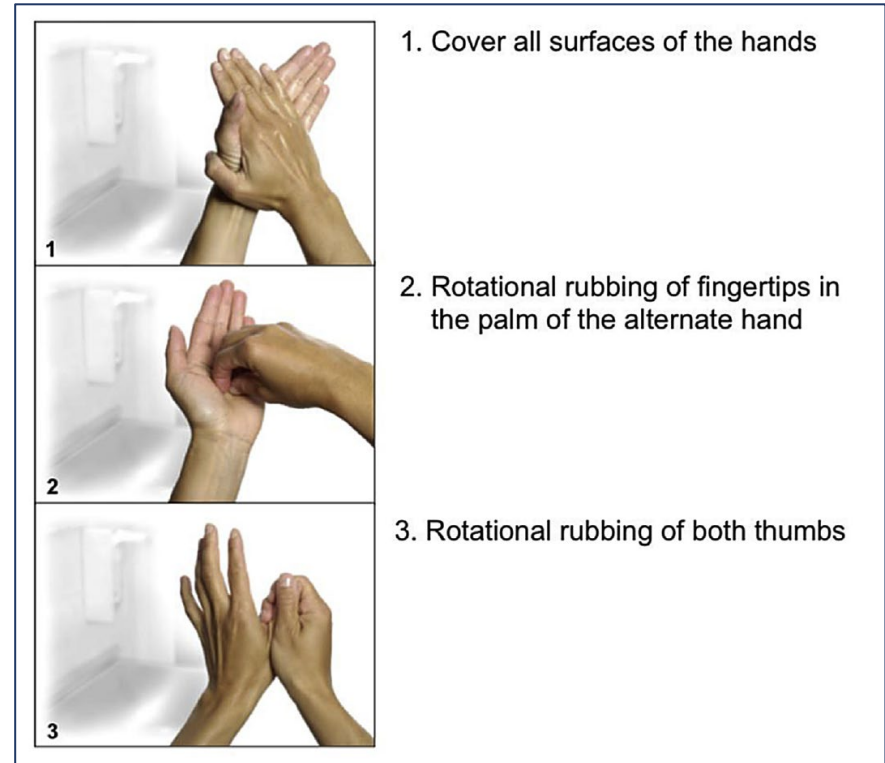 1. Cover all surfaces of the hands
1
2. Rotational rubbing of fingertips in
the palm of the alternate hand
2
3. Rotational rubbing of both thumbs
3